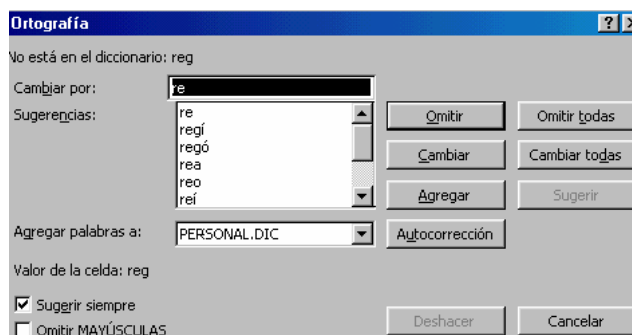 Ortografía
No está en el diccionario: reg
Cambiar por: re
Sugerencias:
re
regí
regó
rea
reo
reí
Omitir
Omitir todas
Cambiar
Cambiar todas
Agregar
Sugerir
Agregar palabras a: PERSONAL.DIC
Autocorrección
Valor de la celda: reg
Sugerir siempre
Omitir MAYÚSCULAS
Deshacer
Cancelar